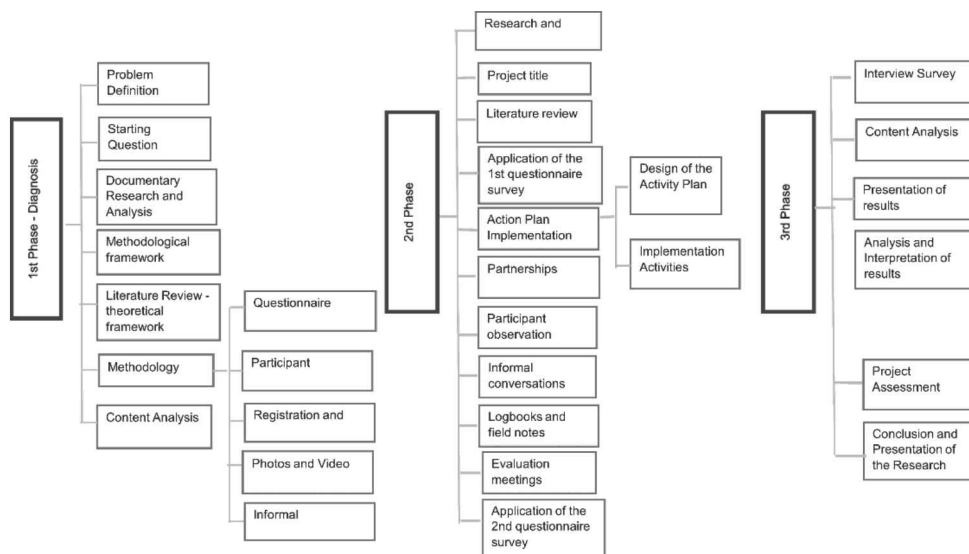 1st Phase - Diagnosis
Problem
Definition
Starting
Question
Documentary
Research and
Analysis
Methodological
framework
Literature Review -
theoretical
framework
Methodology
Content Analysis
Questionnaire
Participant
Registration and
Photos and Video
Informal
2nd Phase
Research and
Project title
Literature review
Application of the
1st questionnaire
survey
Action Plan
Implementation
Partnerships
Participant
observation
Informal
conversations
Logbooks and
field notes
Evaluation
meetings
Application of the
2nd questionnaire
survey
Design of the
Activity Plan
Implementation
Activities
3rd Phase
Interview Survey
Content Analysis
Presentation of
results
Analysis and
Interpretation of
results
Project
Assessment
Conclusion and
Presentation of
the Research